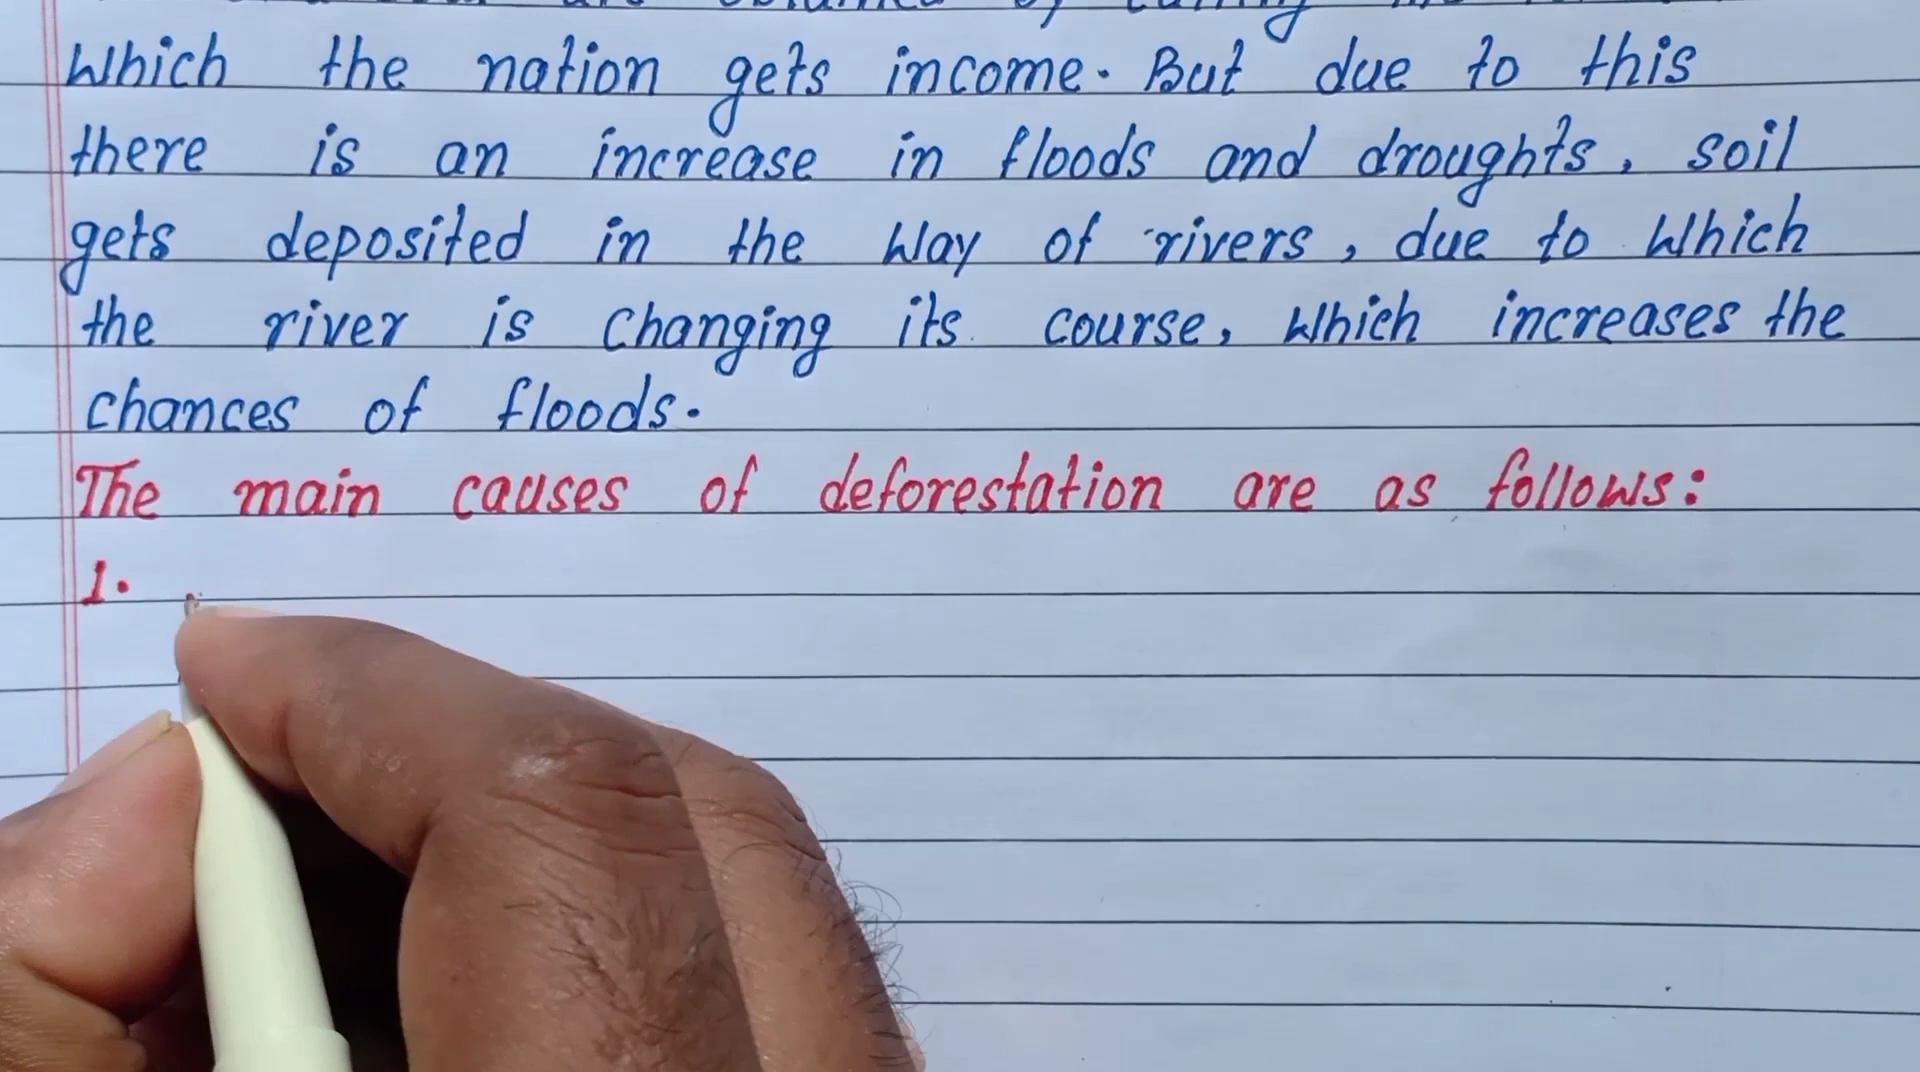 Which the nation gets income. But due to this
there is an increase in floods and droughts, soil
gets deposited in the way of rivers, due to which
the river is changing its course, which increases the
chances of floods.
The main causes of deforestation are as follows:
1.